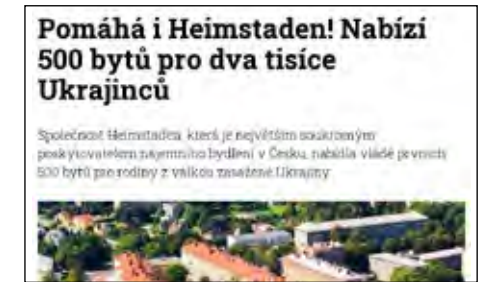 Pomáhá i Heimstaden! Nabízí
500 bytů pro dva tisíce
Ukrajinců
Společnost Heimstaden, která je největším soukromým
poskytovatelem nájemního bydlení v Česku, nabídla vládě prvních
500 bytů pro rodiny z válkou zasažené Ukrajiny.